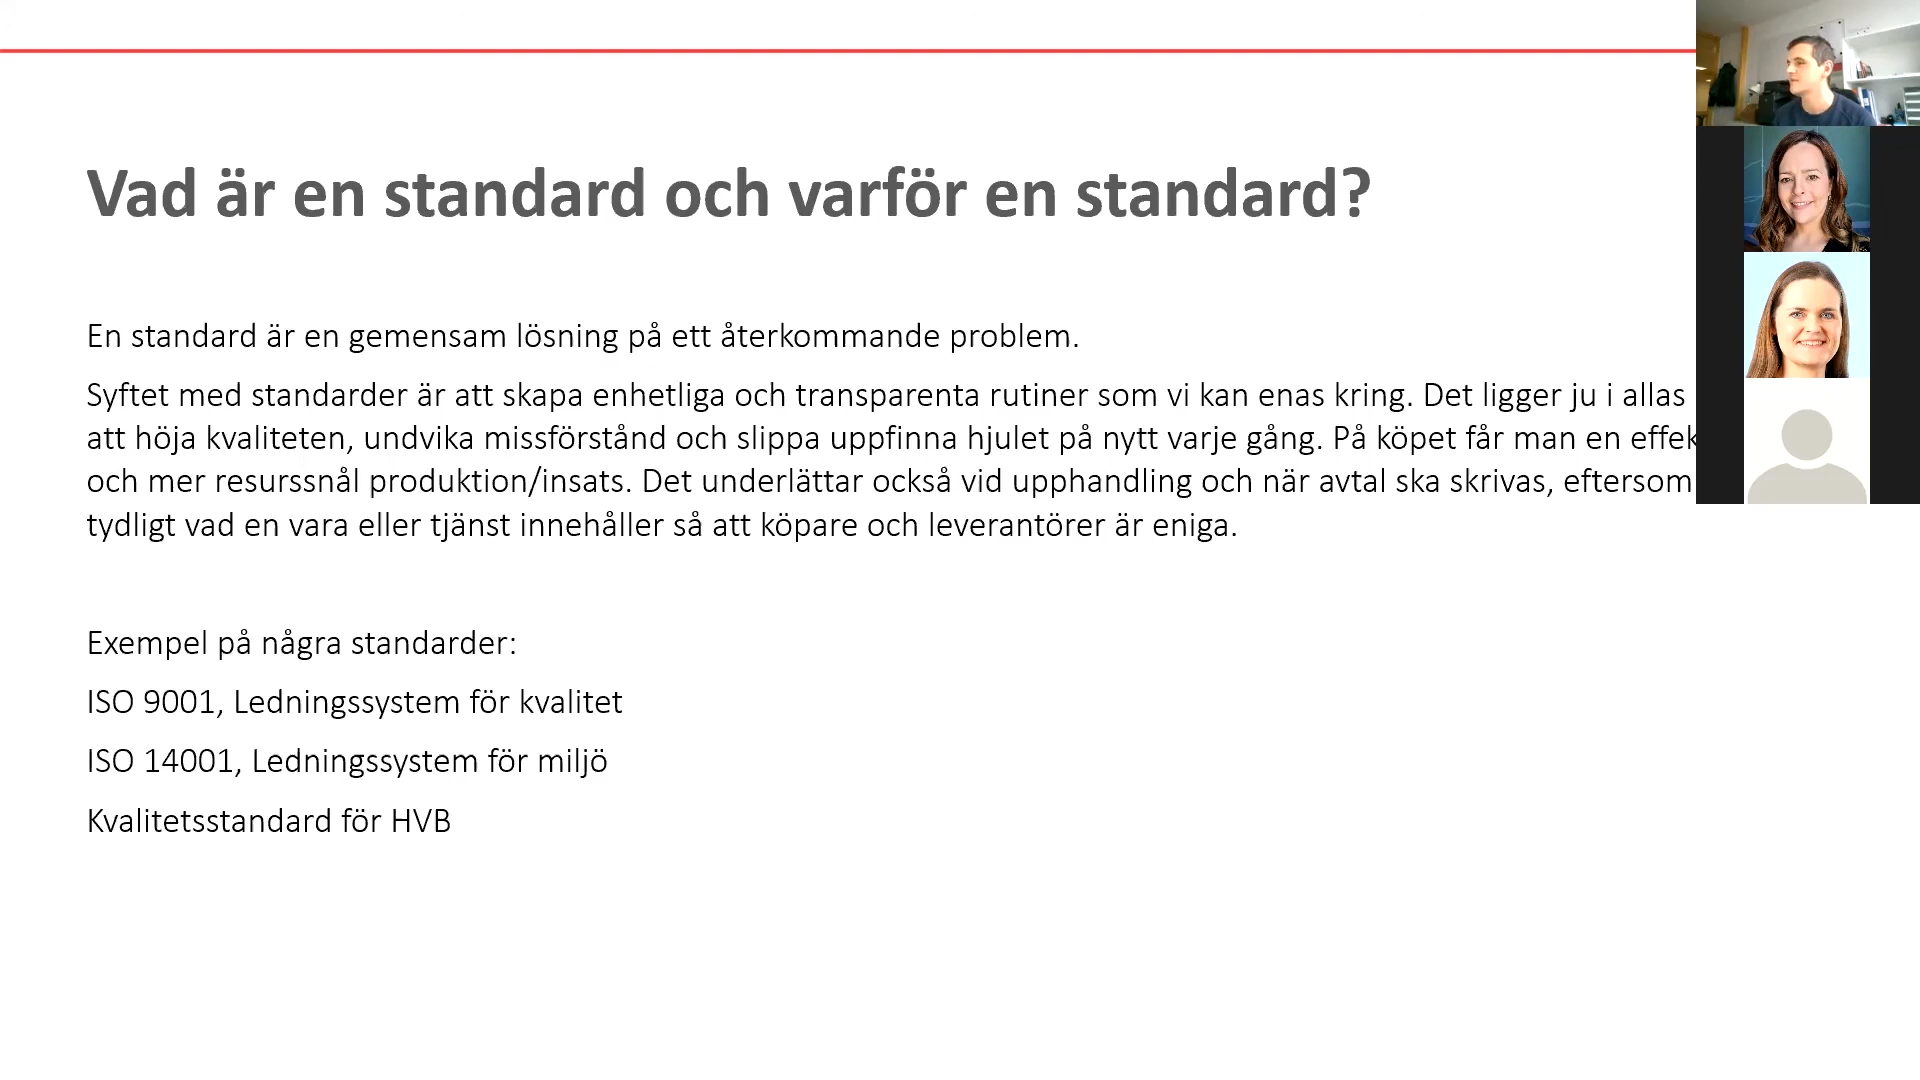 Vad är en standard och varför en standard?
En standard är en gemensam lösning på ett återkommande problem.
Syftet med standarder är att skapa enhetliga och transparenta rutiner som vi kan enas kring. Det ligger ju i allas
att höja kvaliteten, undvika missförstånd och slippa uppfinna hjulet på nytt varje gång. På köpet får man en
och mer resurssnål produktion/insats. Det underlättar också vid upphandling och när avtal ska skrivas, eftersom
tydligt vad en vara eller tjänst innehåller så att köpare och leverantörer är eniga.
Exempel på några standarder:
ISO 9001, Ledningssystem för kvalitet
ISO 14001, Ledningssystem för miljö
Kvalitetsstandard för HVB